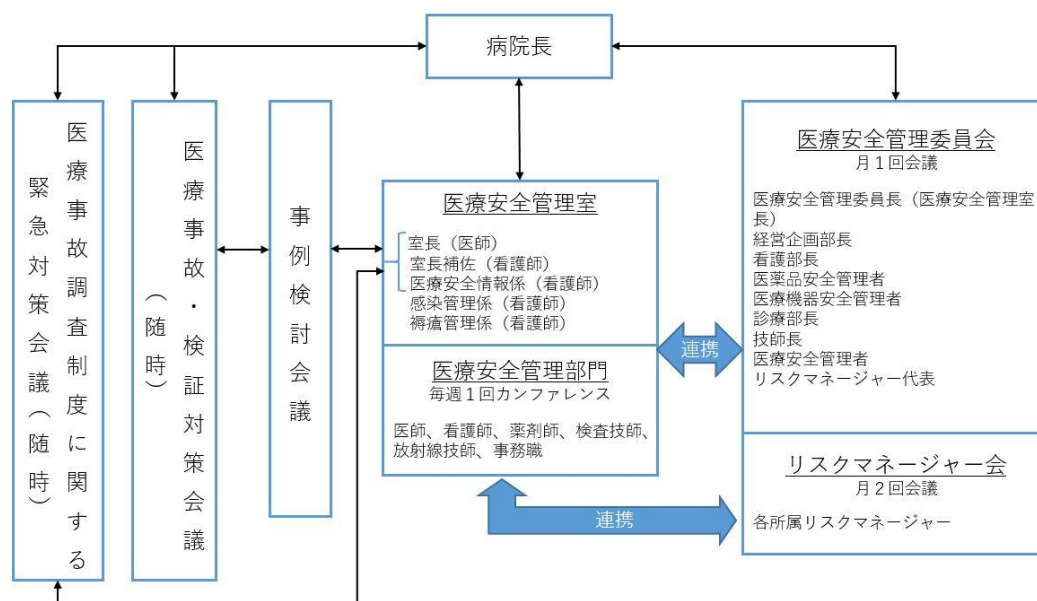 病院長
医療事故調査制度に関する
緊急対策会議(随時)
医療事故・検証対策会議
(随時)
事例検討会議
医療安全管理室
室長（医師）
室長補佐（看護師）
医療安全情報係（看護師）
感染管理係（看護師）
褥瘡管理係（看護師）
医療安全管理部門
毎週１回カンファレンス
医師、看護師、薬剤師、検査技師、
放射線技師、事務職
連携
連携
医療安全管理委員会
月１回会議
医療安全管理委員長（医療安全管理室
長）
経営企画部長
看護部長
医薬品安全管理者
医療機器安全管理者
診療部長
技師長
医療安全管理者
リスクマネージャー代表
リスクマネージャー会
月２回会議
各所属リスクマネージャー